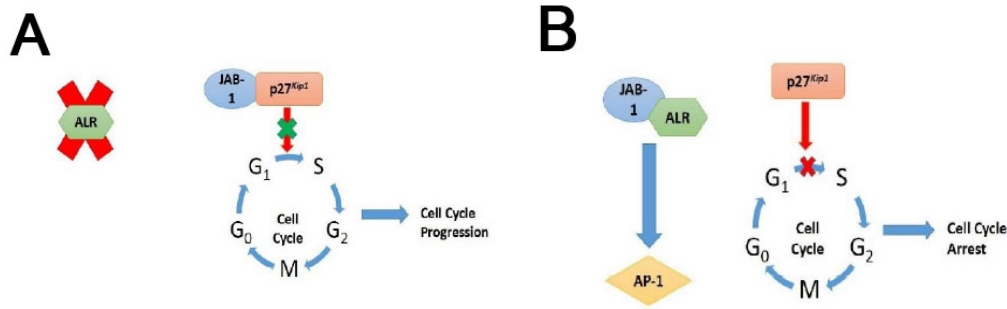 A
ALR
JAB-
1
p27Kip1
G1
S
G0
Cell
Cycle
G2
M
Cell Cycle
Progression
B
JAB-
1
ALR
AP-1
p27Kip1
G1
S
G0
Cell
Cycle
G2
M
Cell Cycle
Arrest